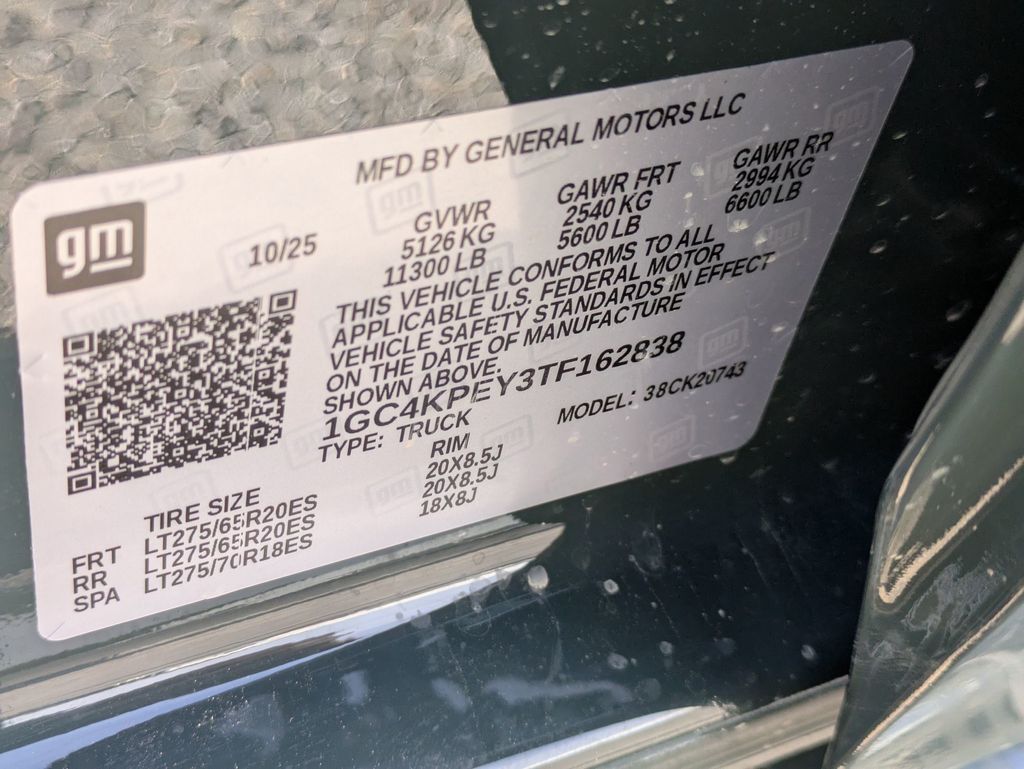 MFD BY GENERAL MOTORS LLC
gm
10/25
GVWR
5126 KG
11300 LB
GAWR FRT
2540 KG
5600 LB
GAWR RR
2994 KG
6600 LB
THIS VEHICLE CONFORMS TO ALL
APPLICABLE U.S. FEDERAL MOTOR
VEHICLE SAFETY STANDARDS IN EFFECT
ON THE DATE OF MANUFACTURE
SHOWN ABOVE.
1GC4KPEY3TF162838
TYPE: TRUCK
MODEL: 38CK20743
TIRE SIZE RIM
FRT LT275/65R20ES 20X8.5J
RR LT275/65R20ES 20X8.5J
SPA LT275/70R18ES 18X8J